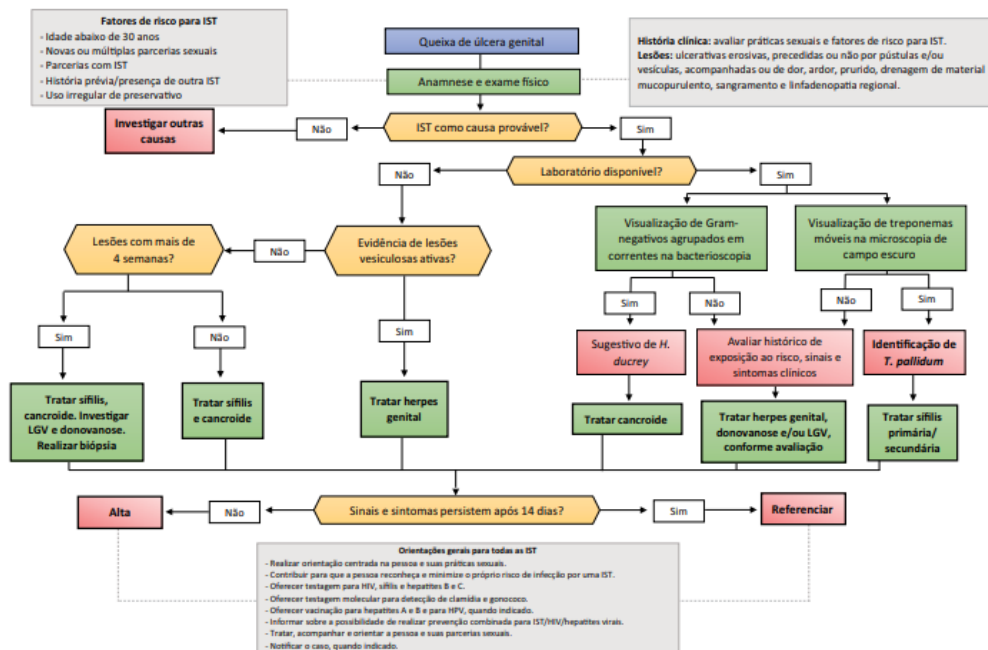 Fatores de risco para IST
- Idade abaixo de 30 anos
- Novas ou múltiplas parcerias sexuais
- Parcerias com IST
- História prévia/presença de outra IST
- Uso irregular de preservativo
Queixa de úlcera genital
Anamnese e exame físico
História clínica: avaliar práticas sexuais e fatores de risco para IST.
Lesões: ulcerativas erosivas, precedidas ou não por pústulas e/ou
vesículas, acompanhadas ou de dor, ardor, prurido, drenagem de material
mucopurulento, sangramento e linfadenopatia regional.
Investigar outras
causas
Não
IST como causa provável?
Sim
Não
Laboratório disponível?
Sim
Lesões com mais de
4 semanas?
Não
Evidência de lesões
vesiculosas ativas?
Visualização de Gram-
negativos agrupados em
correntes na bacterioscopia
Visualização de treponemas
móveis na microscopia de
campo escuro
Sim
Não
Sim
Sim
Não
Não
Sim
Sugestivo de H.
ducrey
Avaliar histórico de
exposição ao risco, sinais e
sintomas clínicos
Identificação de
T. pallidum
Tratar sífilis,
cancroide. Investigar
LGV e donovanose.
Realizar biópsia
Tratar sífilis
e cancroide
Tratar herpes
genital
Tratar cancroide
Tratar herpes genital,
donovanose e/ou LGV,
conforme avaliação
Tratar sífilis
primária/
secundária
Alta
Não
Sinais e sintomas persistem após 14 dias?
Sim
Referenciar
Orientações gerais para todas as IST
- Realizar orientação centrada na pessoa e suas práticas sexuais.
- Contribuir para que a pessoa reconheça e minimize o próprio risco de infecção por uma IST.
- Oferecer testagem para HIV, sífilis e hepatites B e C.
- Oferecer testagem molecular para detecção de clamídia e gonococo.
- Oferecer vacinação para hepatites A e B e para HPV, quando indicado.
- Informar sobre a possibilidade de realizar prevenção combinada para IST/HIV/hepatites virais.
- Tratar, acompanhar e orientar a pessoa e suas parcerias sexuais.
- Notificar o caso, quando indicado.